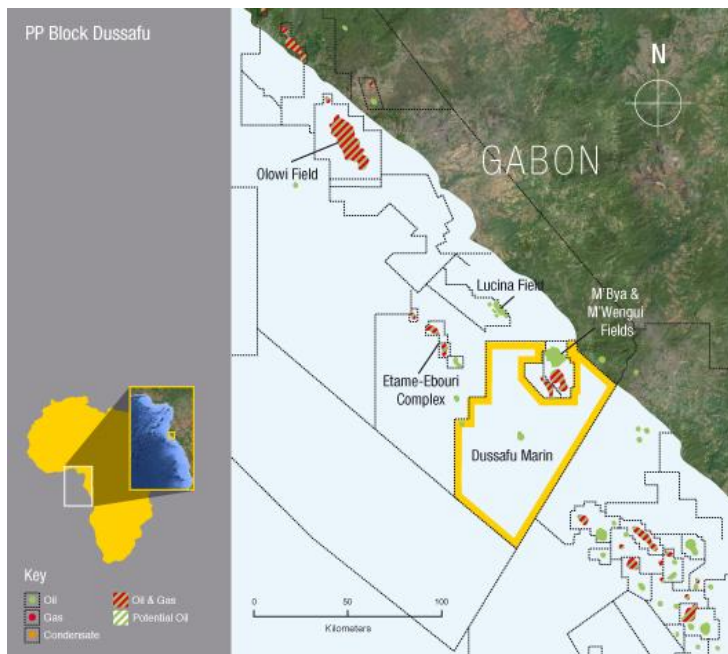 PP Block Dussafu
N
GABON
Olowi Field
Lucina Field
M'Bya &
M'Wengui
Fields
Etame-Ebouri
Complex
Dussafu Marin
Key
Oil
Oil & Gas
Gas
Potential Oil
Condensate
0
50
100
Kilometers